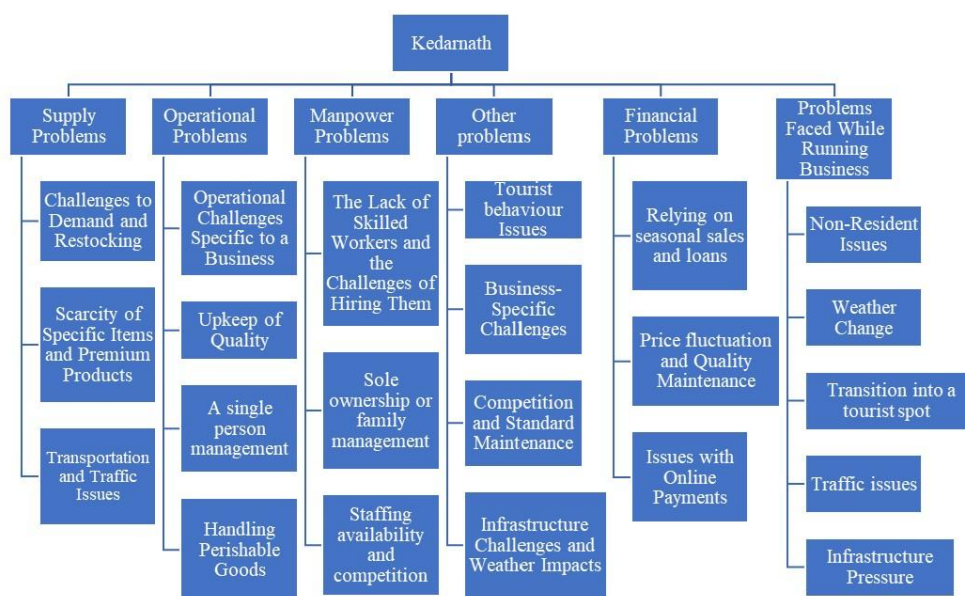 Kedarnath
Supply
Problems
Challenges to
Demand and
Restocking
Scarcity of
Specific Items
and Premium
Products
Transportation
and Traffic
Issues
Operational
Problems
Operational
Challenges
Specific to a
Business
Upkeep of
Quality
A single
person
management
Handling
Perishable
Goods
Manpower
Problems
The Lack of
Skilled
Workers and
the
Challenges of
Hiring Them
Sole
ownership or
family
management
Staffing
availability
and
competition
Other
problems
Tourist
behaviour
Issues
Business-
Specific
Challenges
Competition
and Standard
Maintenance
Infrastructure
Challenges and
Weather Impacts
Financial
Problems
Relying on
seasonal sales
and loans
Price fluctuation
and Quality
Maintenance
Issues with
Online
Payments
Problems
Faced While
Running
Business
Non-Resident
Issues
Weather
Change
Transition into a
tourist spot
Traffic issues
Infrastructure
Pressure